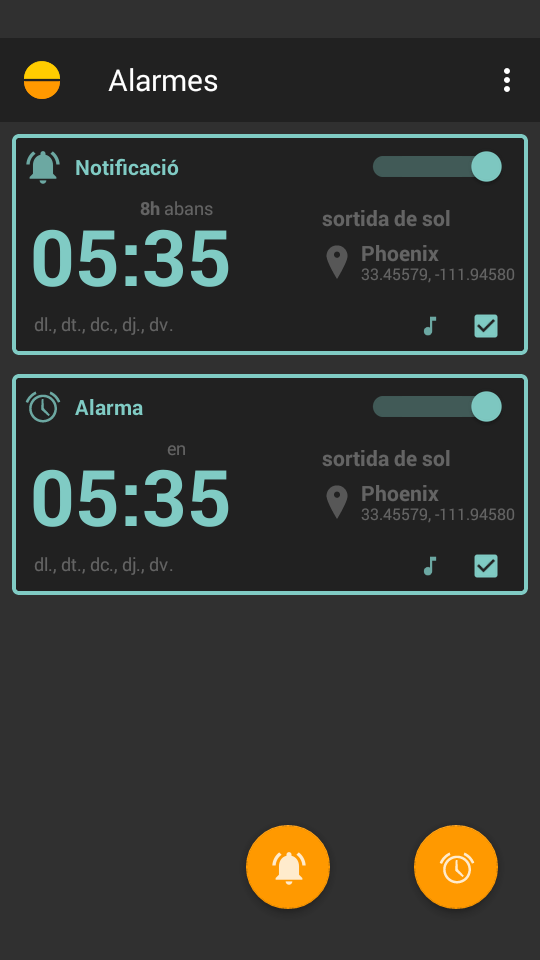 Alarmes
Notificació
8h abans
05:35
sortida de sol
Phoenix
33.45579, -111.94580
dl., dt., dc., dj., dv.
Alarma
en
05:35
sortida de sol
Phoenix
33.45579, -111.94580
dl., dt., dc., dj., dv.